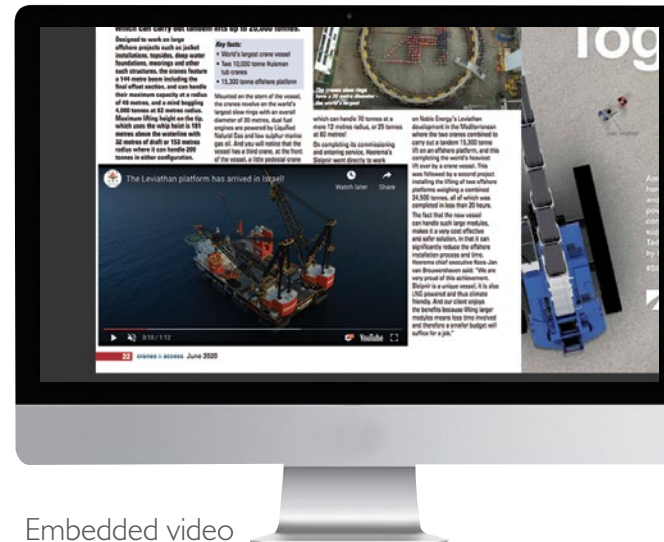 which can carry out tandem lifts up to 20,000 tonnes.
Designed to work on large
offshore projects such as jacket
installations, topsides, deep water
foundations, moorings and other
such structures, the cranes feature
a 144 metre boom including the
final offset section, and can handle
their maximum capacity at a radius
of 48 metres, and a mind boggling
4,000 tonnes at 82 metres radius.
Maximum lifting height on the tip,
which uses the whip hoist is 181
metres above the waterline with
32 metres of draft or 153 metres
radius where it can handle 200
tonnes in either configuration.
Key facts:
• World's largest crane vessel
• Two 10,000 tonne Huisman
tub cranes
• 15,300 tonne offshore platform
Mounted on the stern of the vessel,
the cranes revolve on the world's
largest slew rings with an overall
diameter of 30 metres, dual fuel
engines are powered by Liquified
Natural Gas and low sulphur marine
gas oil. And you will notice that the
vessel has a third crane, at the front
of the vessel, a little pedestal crane
The cranes slew rings
have a 30 metre diameter -
the world's largest
which can handle 70 tonnes at a
mere 12 metres radius, or 25 tonnes
at 60 metres!
On completing its commissioning
and entering service, Heerema's
Sleipnir went directly to work
on Noble Energy's Leviathan
development in the Mediterranean
where the two cranes combined to
carry out a tandem 15,300 tonne
lift on an offshore platform, and this
completing the world's heaviest
lift ever by a crane vessel. This
was followed by a second project
installing the lifting of two offshore
platforms weighing a combined
24,500 tonnes, all of which was
completed in less than 20 hours.
The fact that the new vessel
can handle such large modules,
makes it a very cost effective
and safer solution, in that it can
significantly reduce the offshore
installation process and time.
Heerema chief executive Koos-Jan
van Brouwershaven said: "We are
very proud of this achievement.
Sleipnir is a unique vessel, it is also
LNG powered and thus climate
friendly. And our client enjoys
the benefits because lifting larger
modules means less time involved
and therefore a smaller budget will
suffice for a job."
The Leviathan platform has arrived in Israel!
Watch later
Share
0:10 / 1:12
YouTube
22 cranes & access June 2020
log
Embedded video